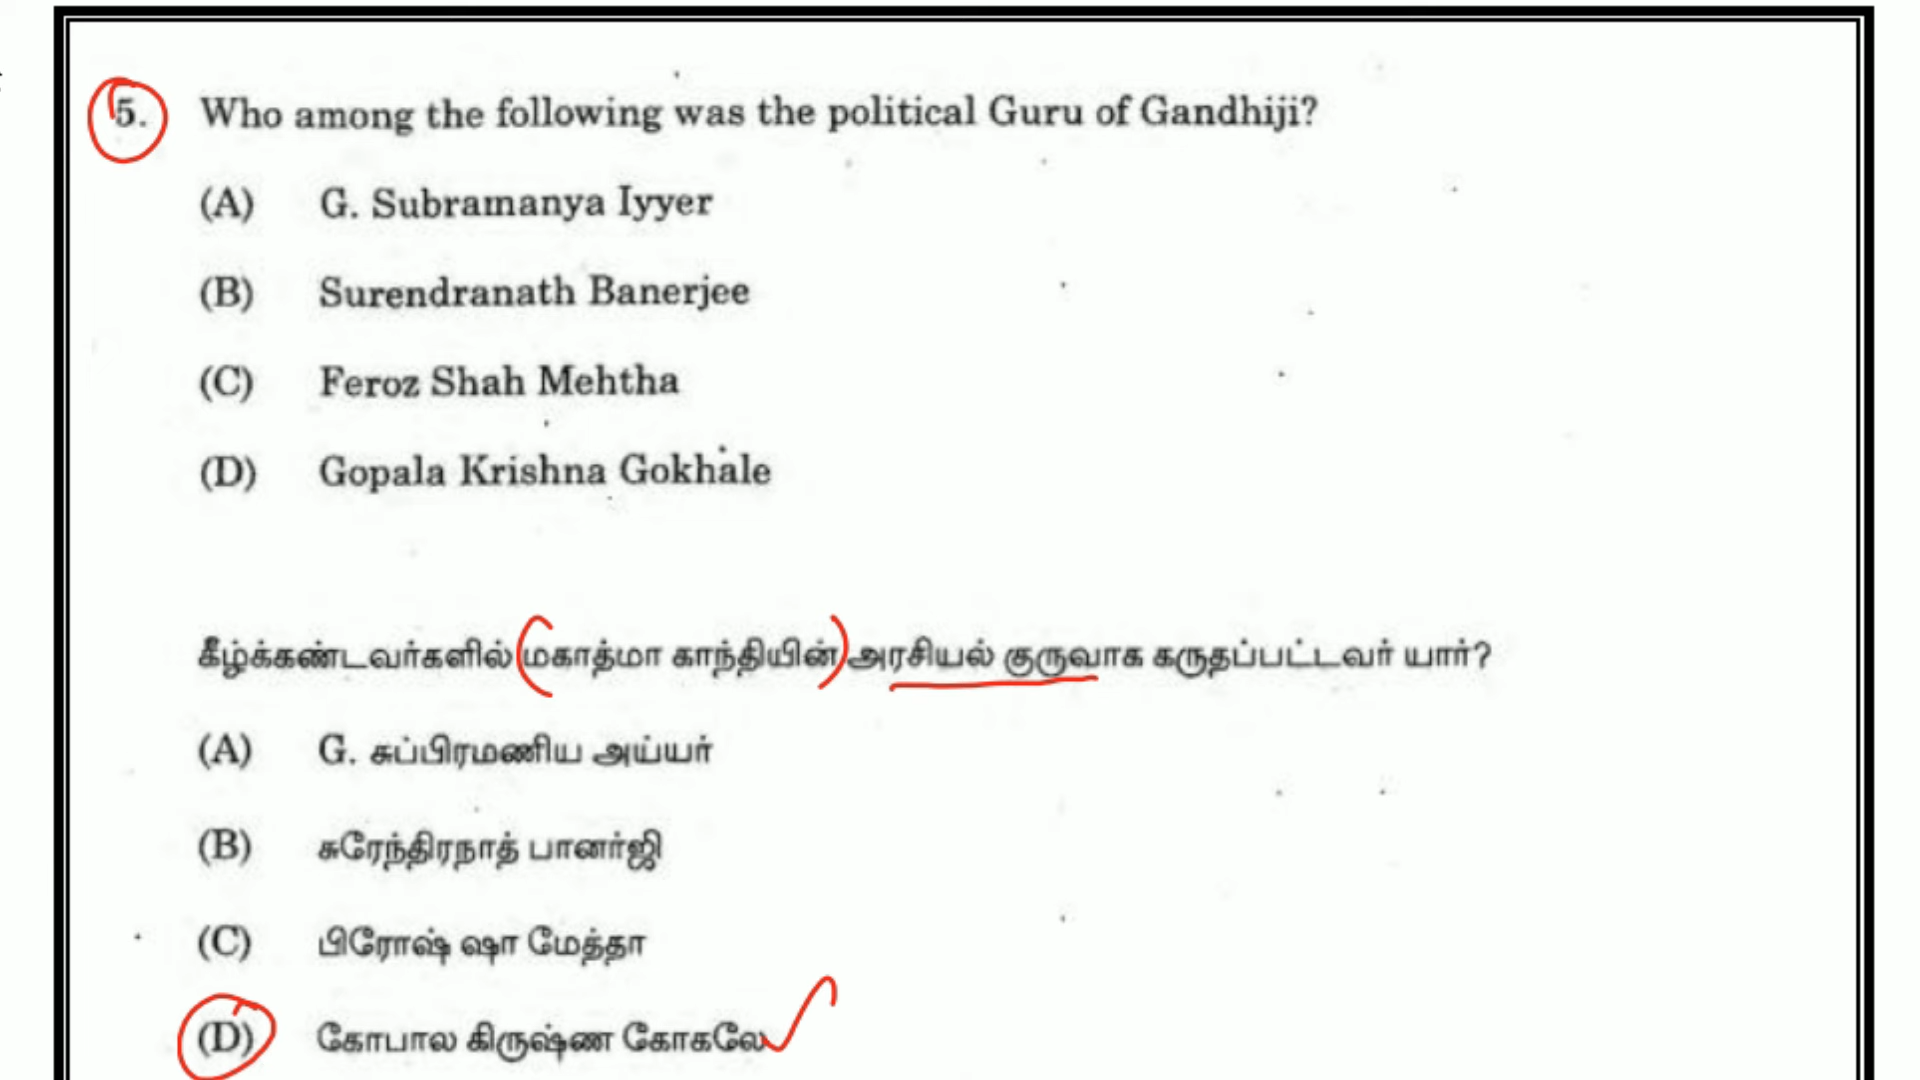 5. Who among the following was the political Guru of Gandhiji?
(A) G. Subramanya Iyyer
(B) Surendranath Banerjee
(C) Feroz Shah Mehtha
(D) Gopala Krishna Gokhale
கீழ்க்கண்டவர்களில் மகாத்மா காந்தியின் அரசியல் குருவாக கருதப்பட்டவர் யார்?
(A) G. சுப்பிரமணிய அய்யர்
(B) சுரேந்திரநாத் பானர்ஜி
(C) பிரோஷ் ஷா மேத்தா
(D) கோபால கிருஷ்ண கோகலே